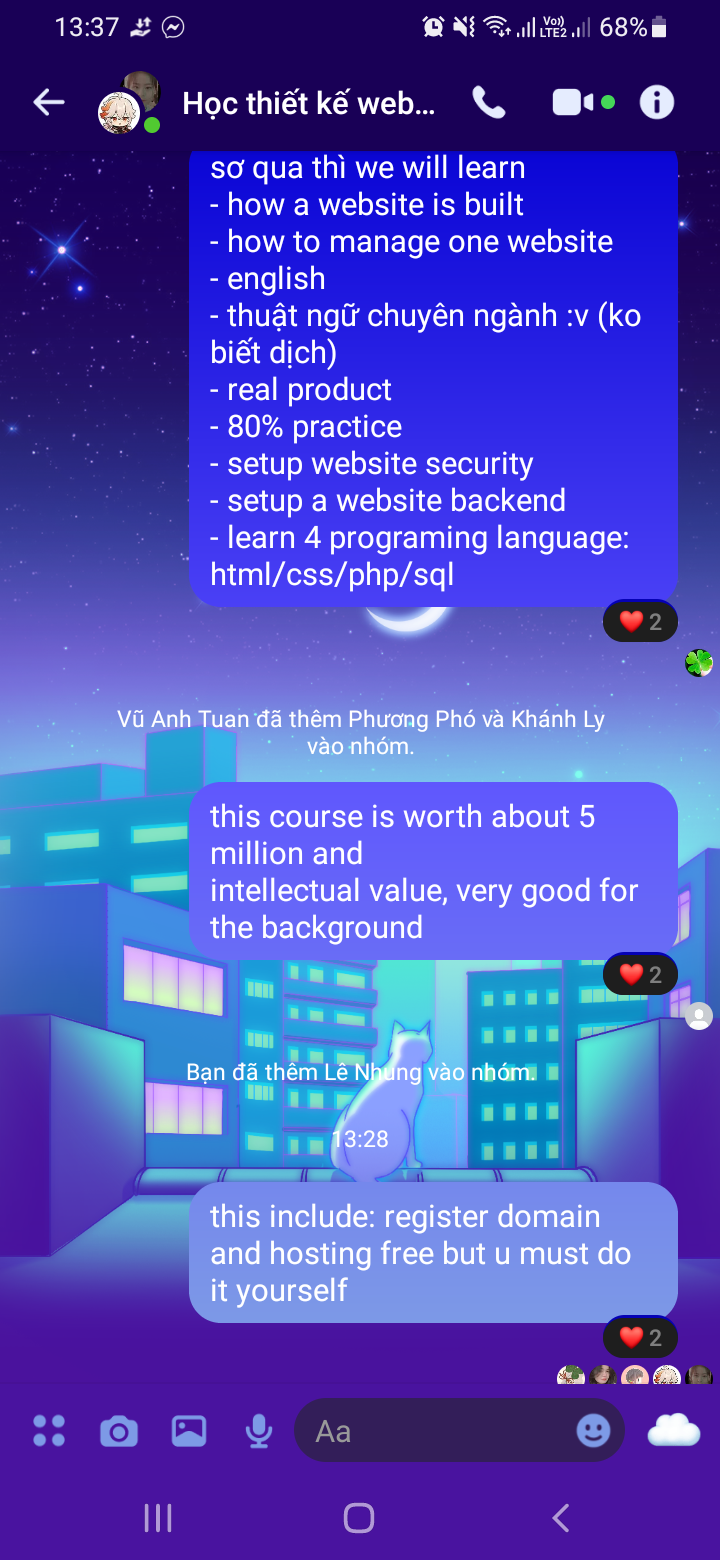 13:37
Vo))
LTE2
68%
Học thiết kế web...
sơ qua thì we will learn
- how a website is built
- how to manage one website
- english
- thuật ngữ chuyên ngành :v (ko
biết dịch)
- real product
- 80% practice
- setup website security
- setup a website backend
- learn 4 programing language:
html/css/php/sql
2
Vũ Anh Tuan đã thêm Phương Phó và Khánh Ly
vào nhóm.
this course is worth about 5
million and
intellectual value, very good for
the background
2
Bạn đã thêm Lê Nhung vào nhóm.
13:28
this include: register domain
and hosting free but u must do
it yourself
2
Aa